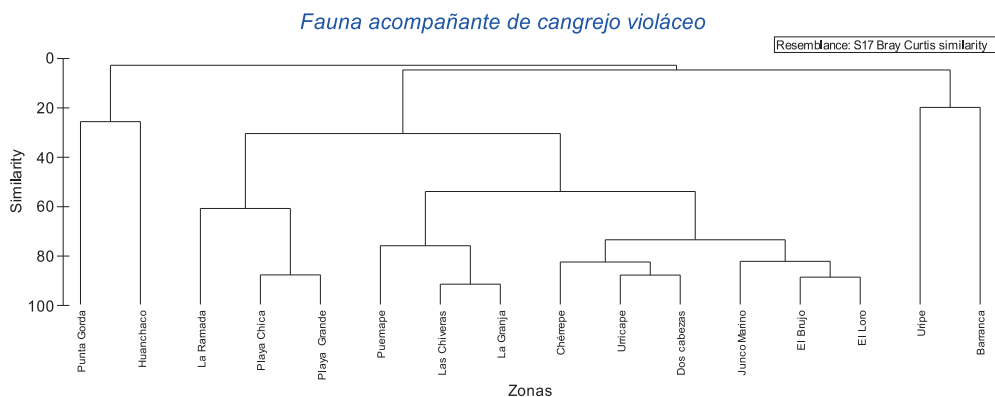 Fauna acompañante de cangrejo violáceo
Resemblance: S17 Bray Curtis similarity
0
20
40
60
80
100
Similarity
Punta Gorda
Huanchaco
La Ramada
Playa Chica
Playa Grande
Puemape
Las Chiveras
La Granja
Chérrepe
Urricape
Dos cabezas
Junco Marino
El Brujo
El Loro
Uripe
Barranca
Zonas